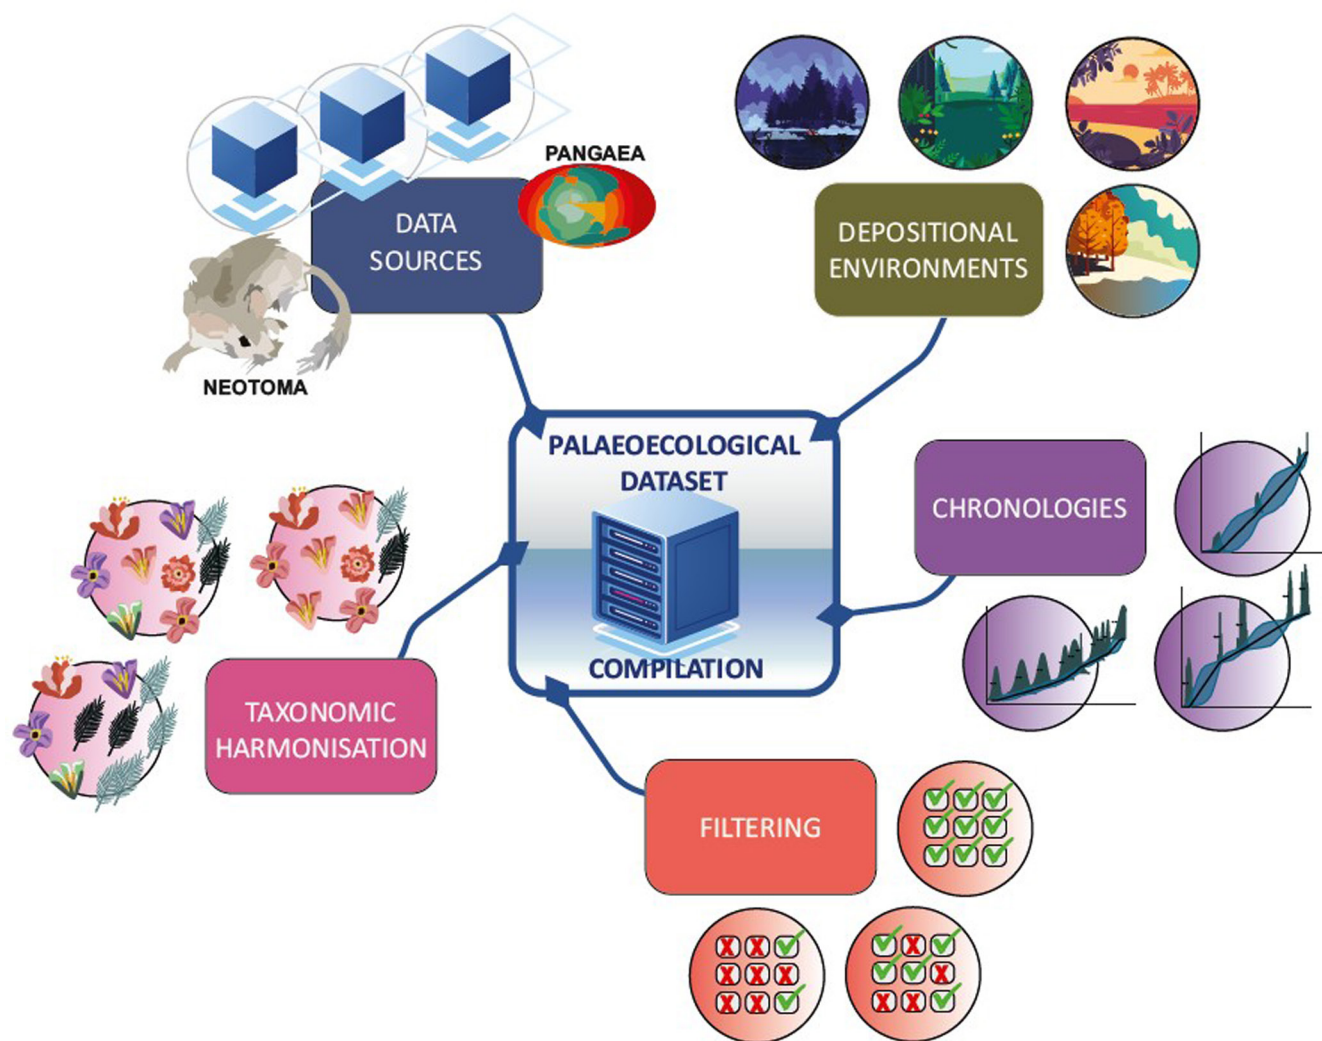 PANGAEA
DATA
SOURCES
NEOTOMA
DEPOSITIONAL
ENVIRONMENTS
PALAEOECOLOGICAL
DATASET
COMPILATION
CHRONOLOGIES
TAXONOMIC
HARMONISATION
FILTERING